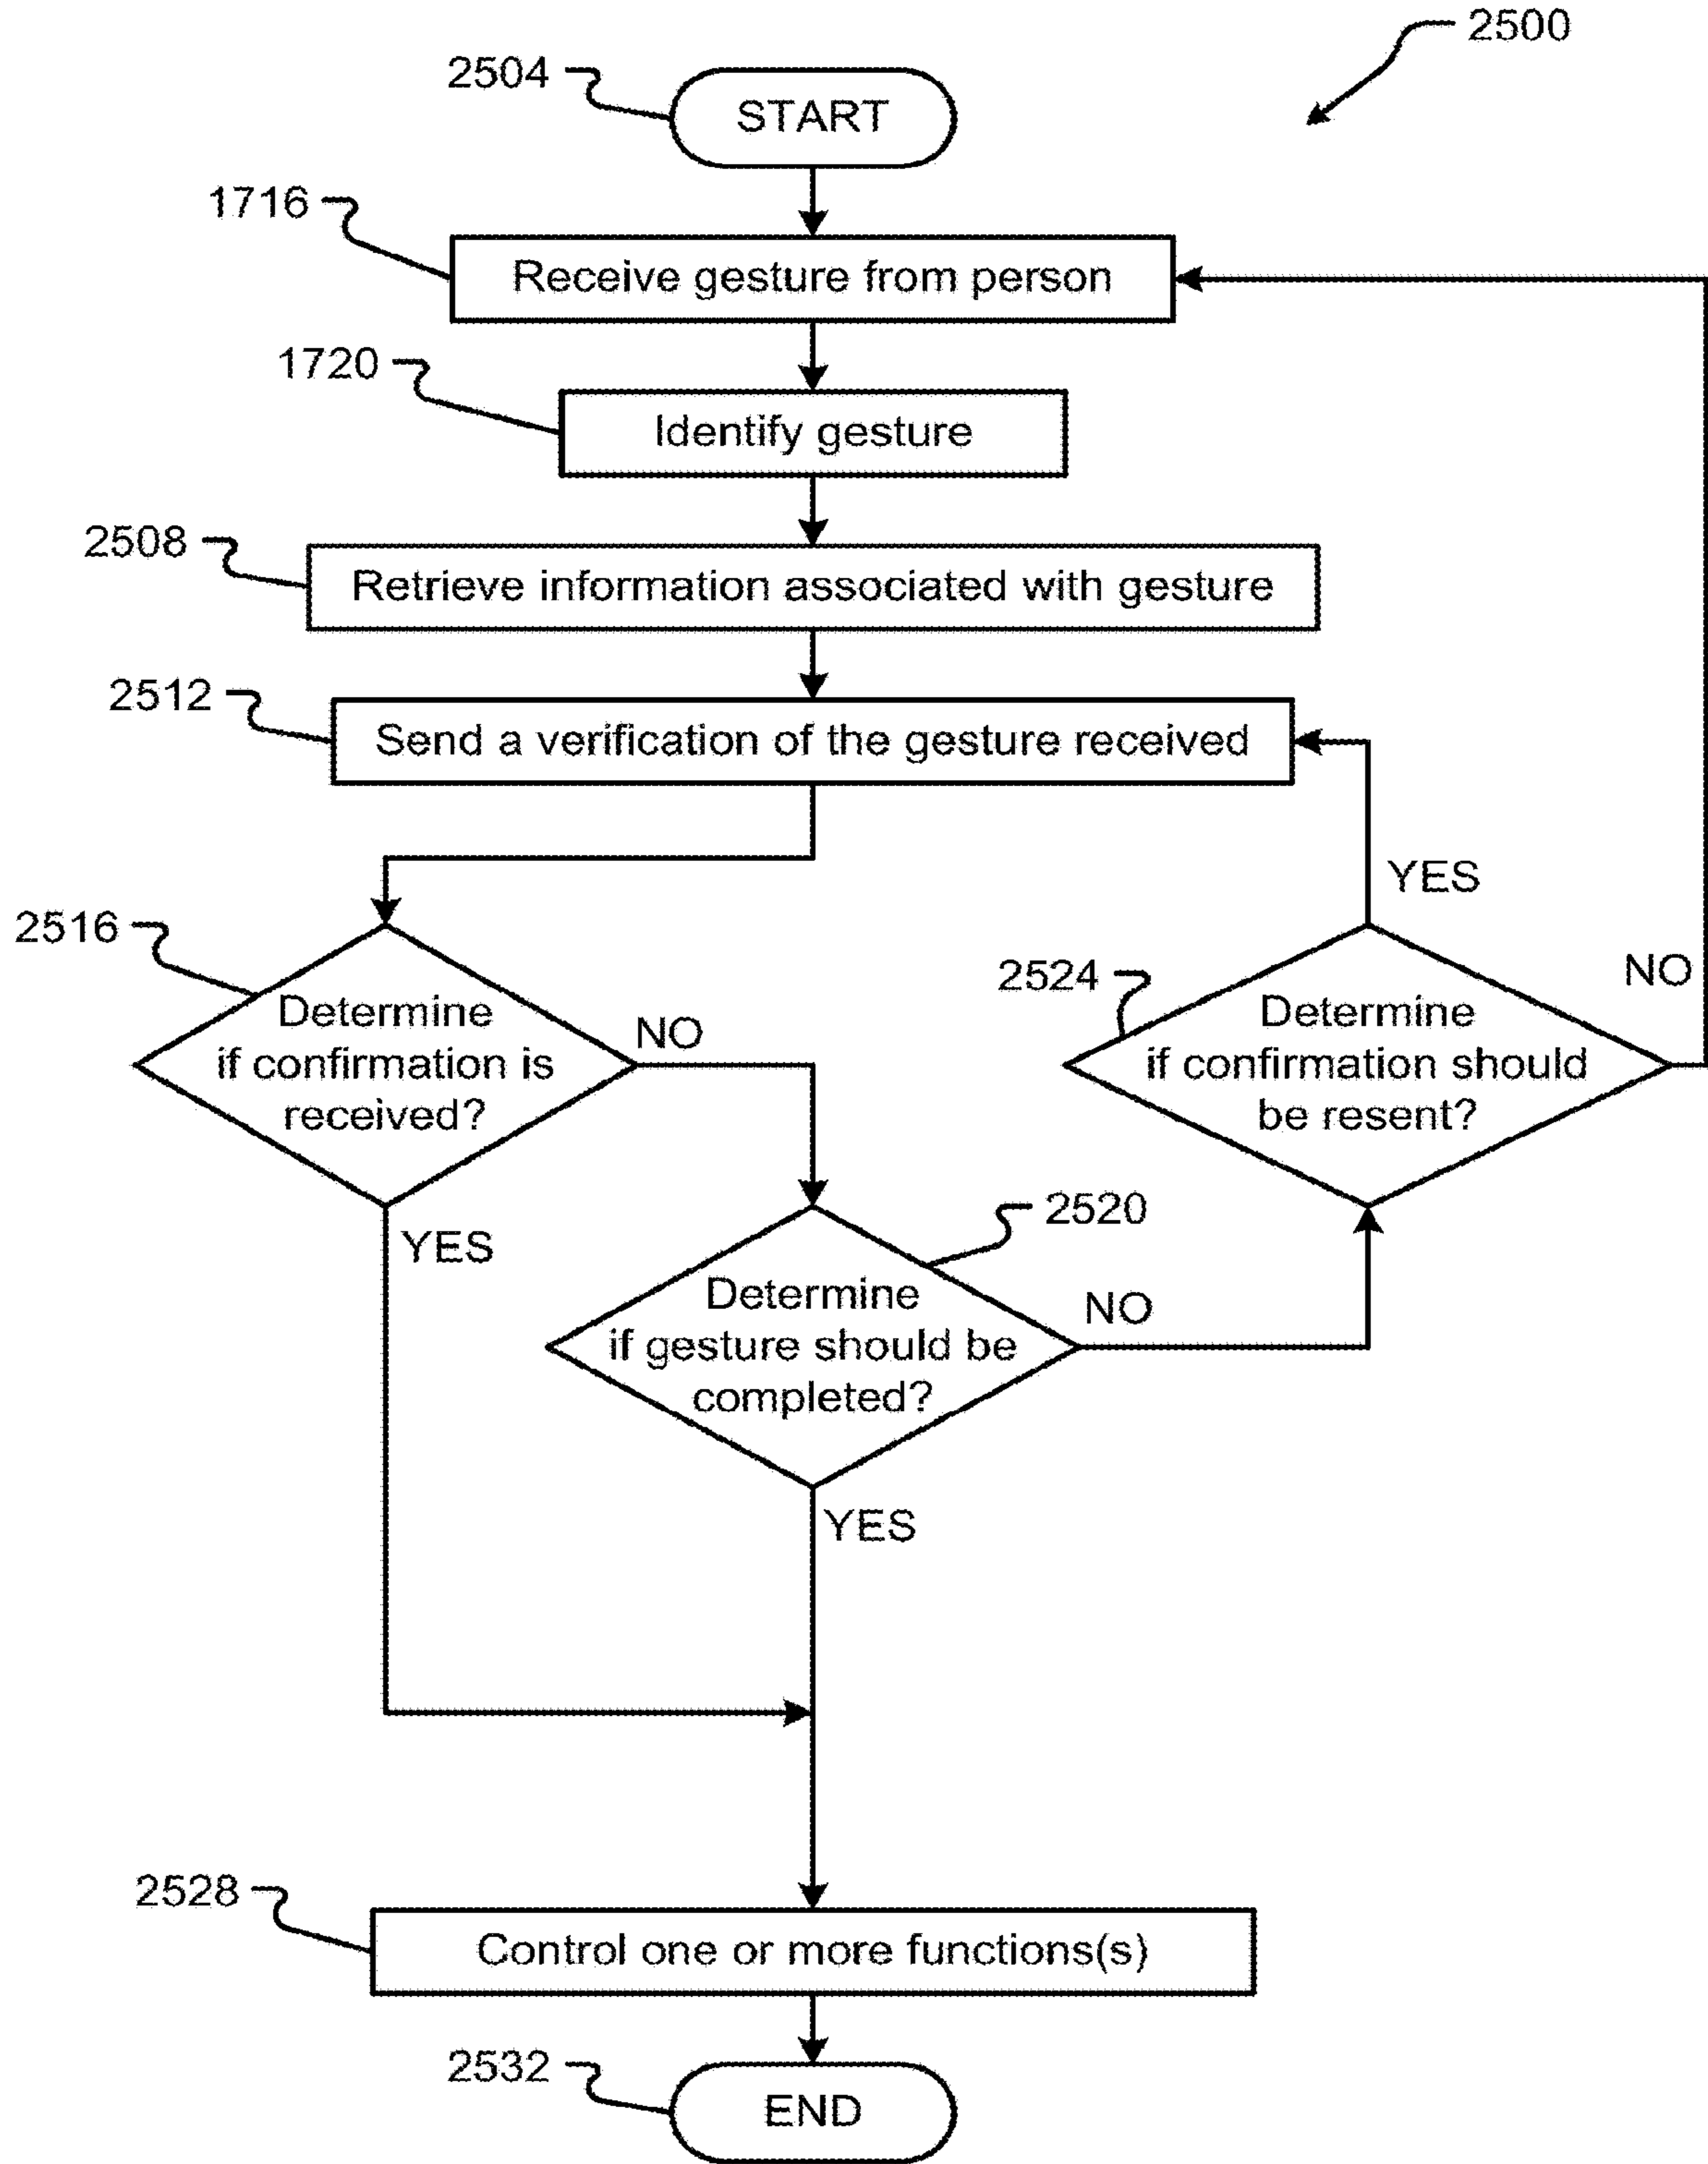 2500
2504
START
1716
Receive gesture from person
1720
Identify gesture
2508
Retrieve information associated with gesture
2512
Send a verification of the gesture received
YES
2516
Determine
if confirmation is
received?
NO
2524
Determine
if confirmation should
be resent?
NO
YES
2520
Determine
if gesture should be
completed?
NO
YES
2528
Control one or more functions(s)
2532
END